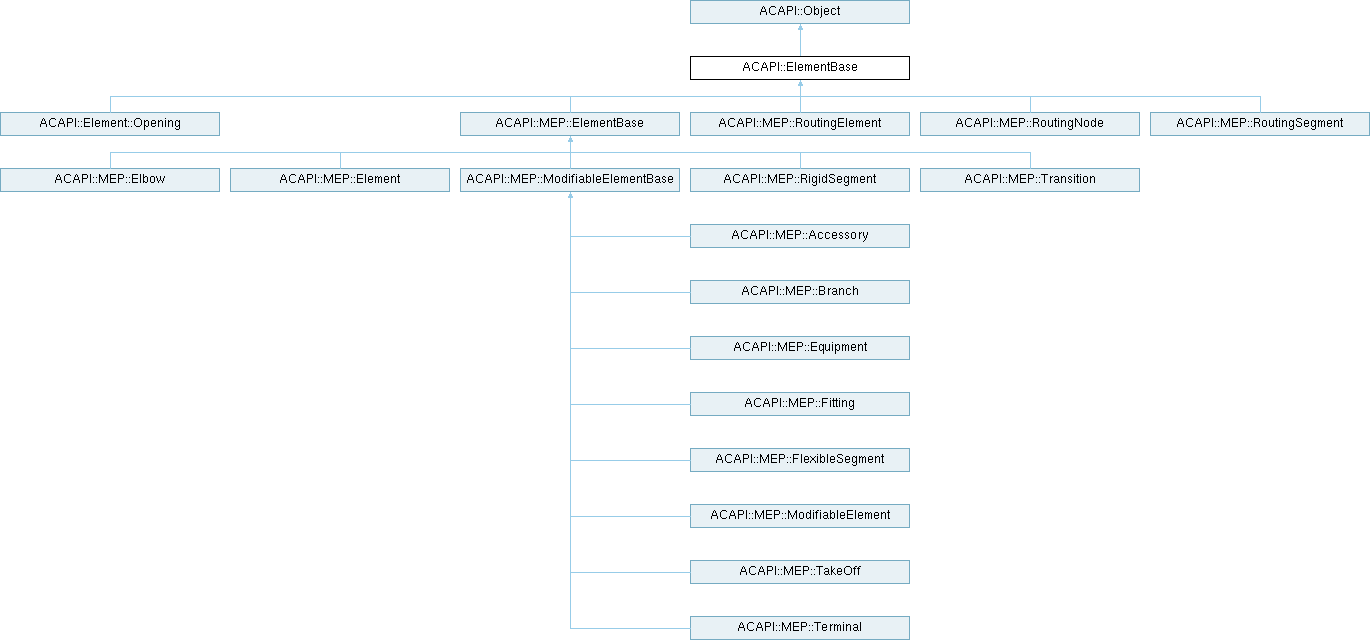 ACAPI::Object
ACAPI::ElementBase
ACAPI::Element::Opening
ACAPI::MEP::ElementBase
ACAPI::MEP::RoutingElement
ACAPI::MEP::RoutingNode
ACAPI::MEP::RoutingSegment
ACAPI::MEP::Elbow
ACAPI::MEP::Element
ACAPI::MEP::ModifiableElementBase
ACAPI::MEP::RigidSegment
ACAPI::MEP::Transition
ACAPI::MEP::Accessory
ACAPI::MEP::Branch
ACAPI::MEP::Equipment
ACAPI::MEP::Fitting
ACAPI::MEP::FlexibleSegment
ACAPI::MEP::ModifiableElement
ACAPI::MEP::TakeOff
ACAPI::MEP::Terminal